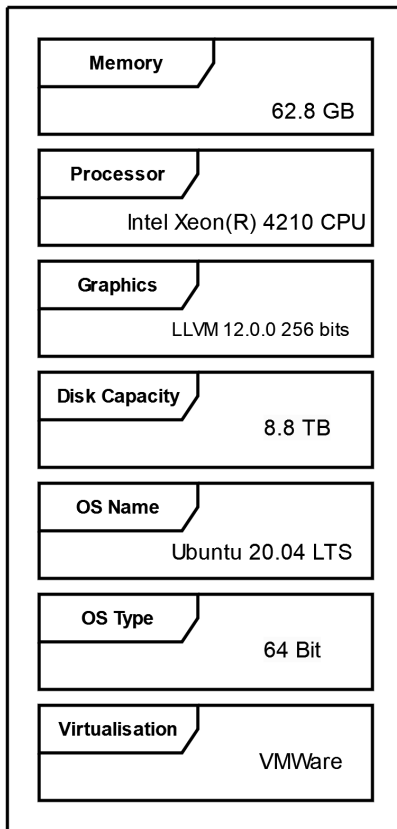 Memory
62.8 GB
Processor
Intel Xeon(R) 4210 CPU
Graphics
LLVM 12.0.0 256 bits
Disk Capacity
8.8 TB
OS Name
Ubuntu 20.04 LTS
OS Type
64 Bit
Virtualisation
VMWare